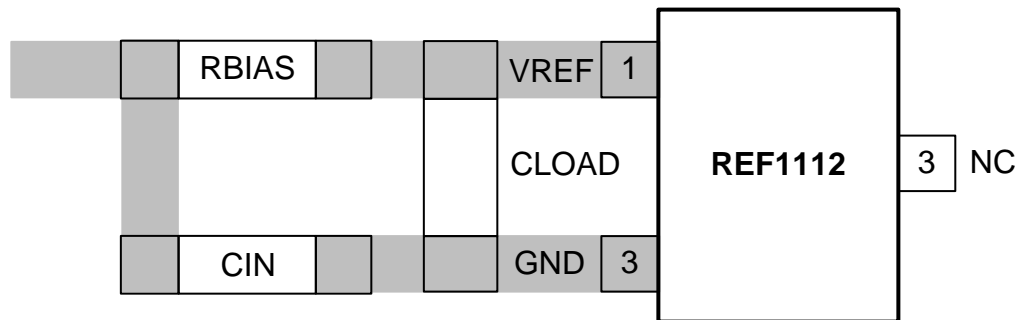 RBIAS VREF 1
CLOAD REF1112 3 NC
CIN GND 3